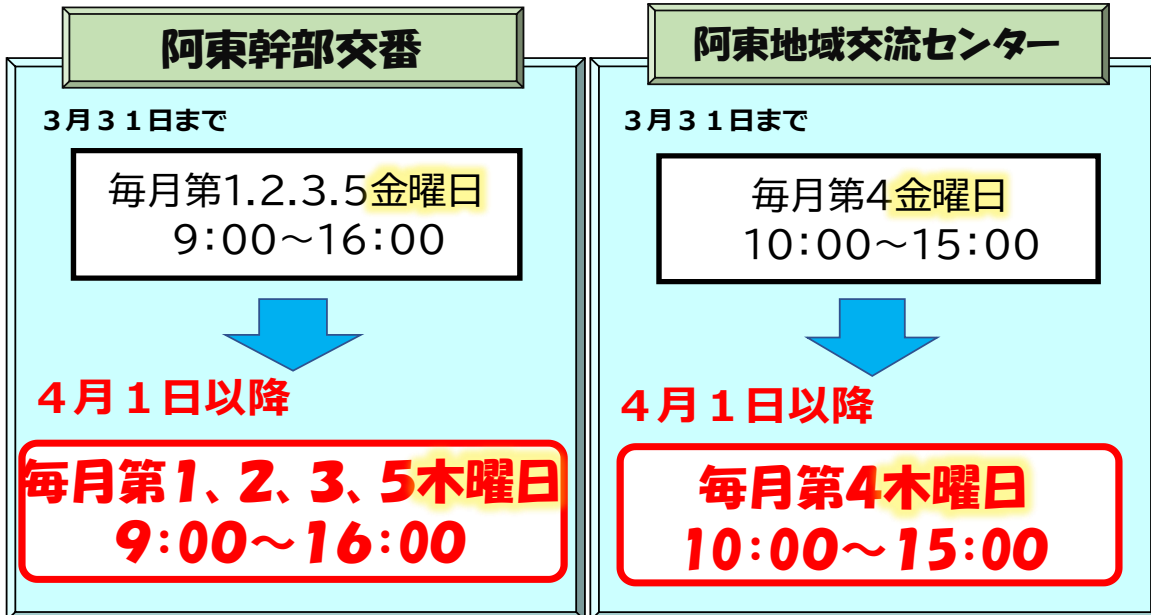 阿東幹部交番
3月31日まで
毎月第1.2.3.5金曜日
9:00～16:00
4月1日以降
毎月第1、2、3、5木曜日
9:00～16:00
阿東地域交流センター
3月31日まで
毎月第4金曜日
10:00～15:00
4月1日以降
毎月第4木曜日
10:00～15:00